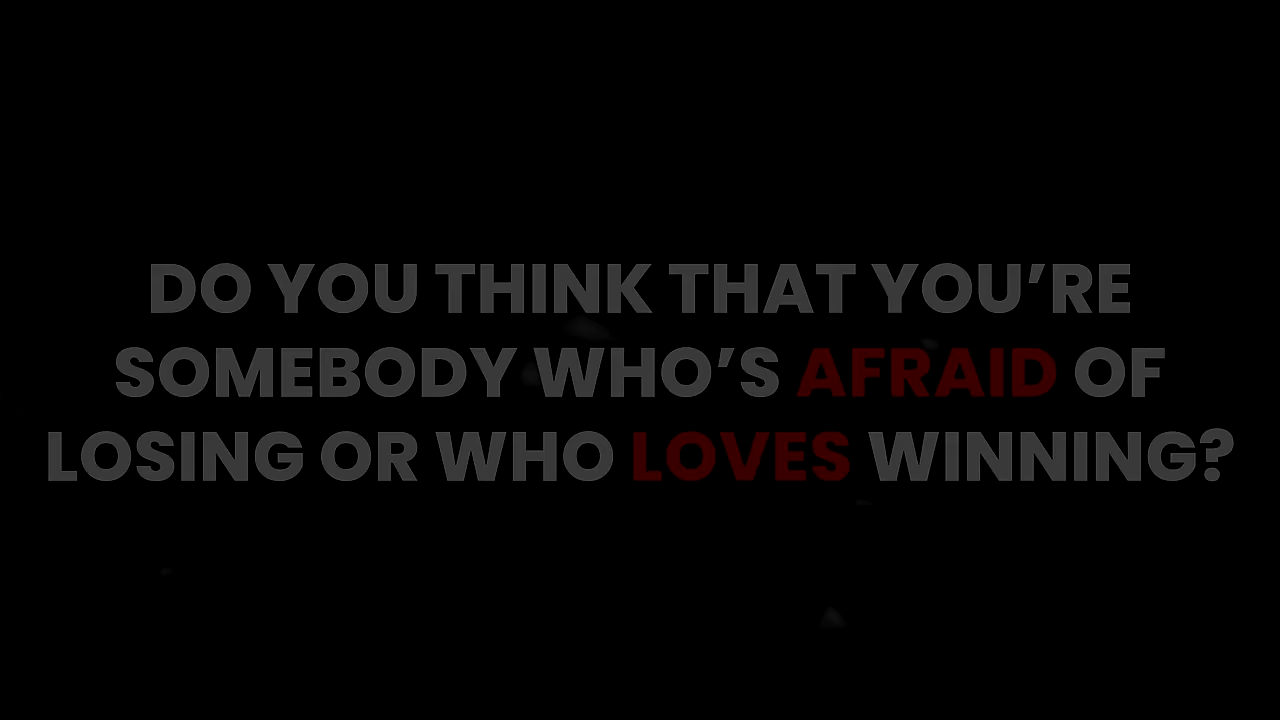 DO YOU THINK THAT YOU’RE
SOMEBODY WHO’S AFRAID OF
LOSING OR WHO LOVES WINNING?